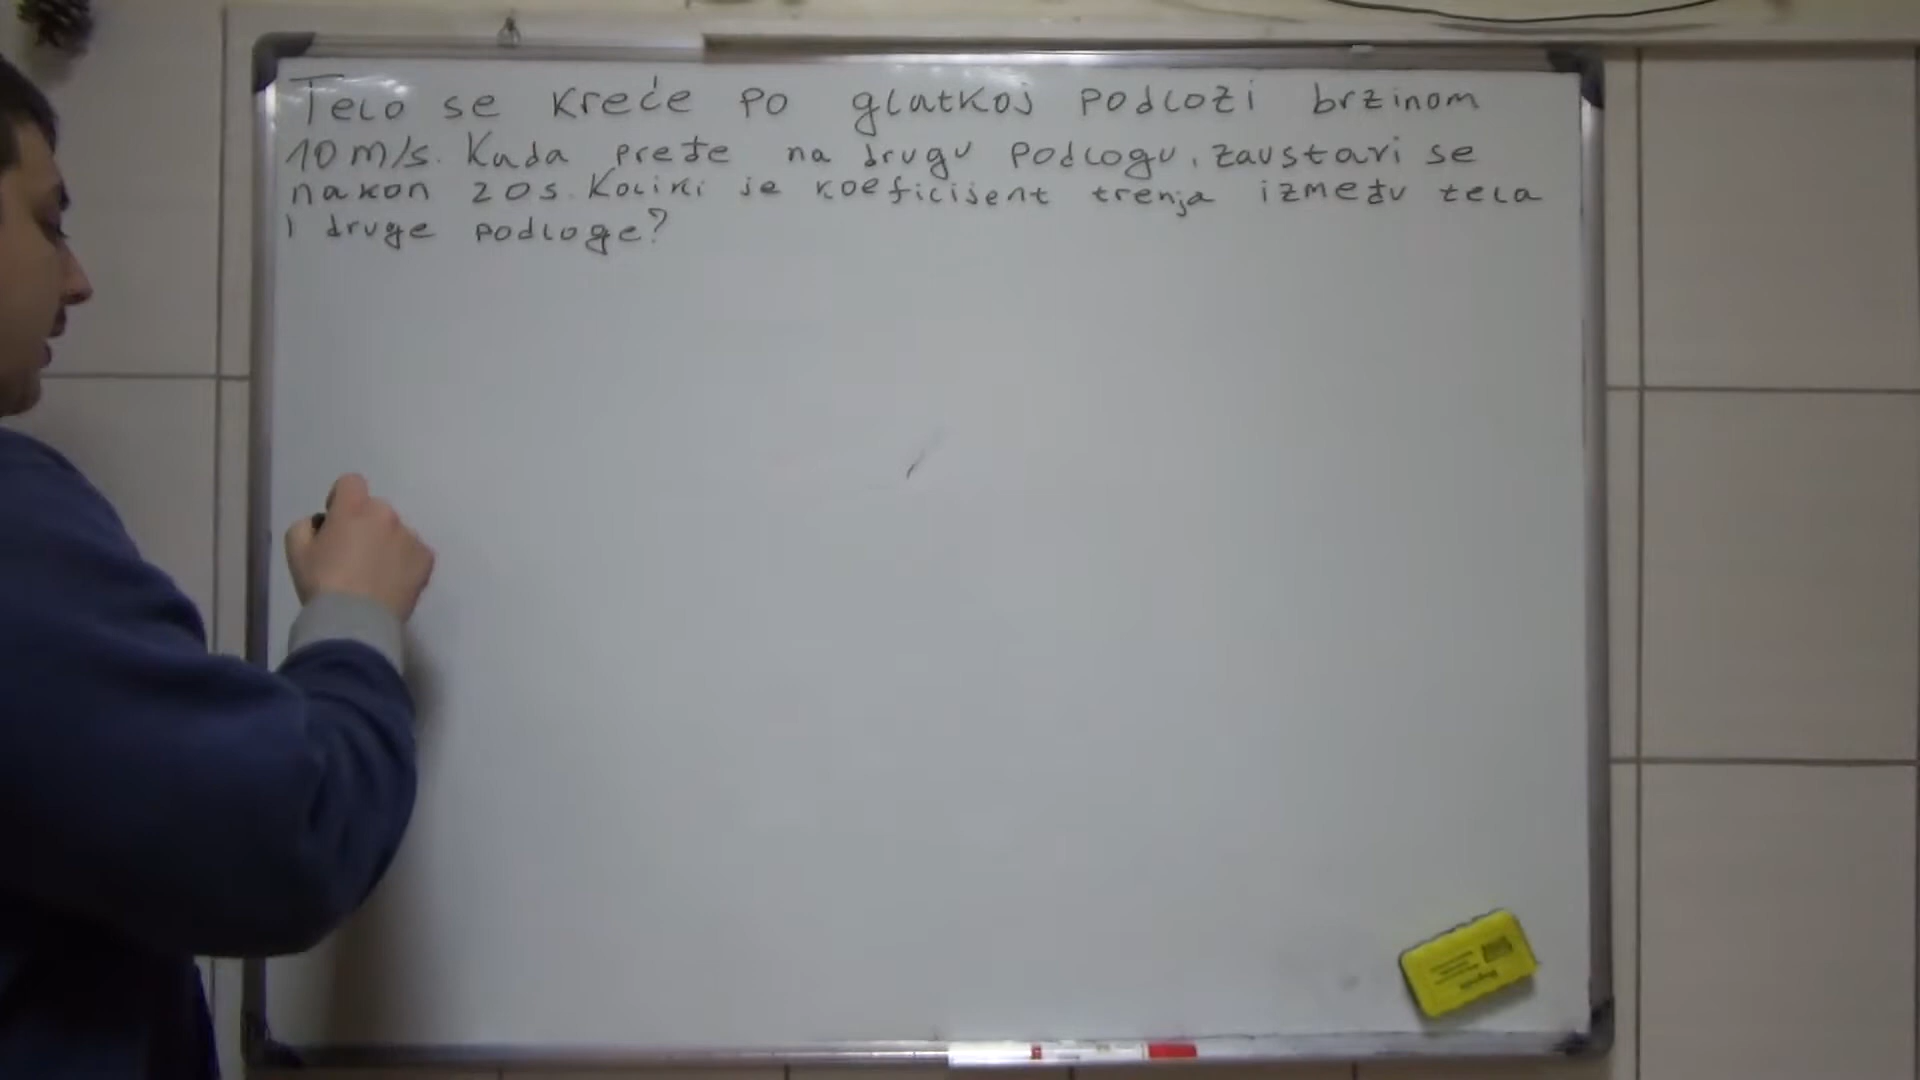 Telo se kreće po glatkoj podlozi brzinom
10 m/s. Kada pređe na drugu podlogu, zaustavi se
nakon 20s. Koliki je koeficijent trenja između tela
i druge podloge?